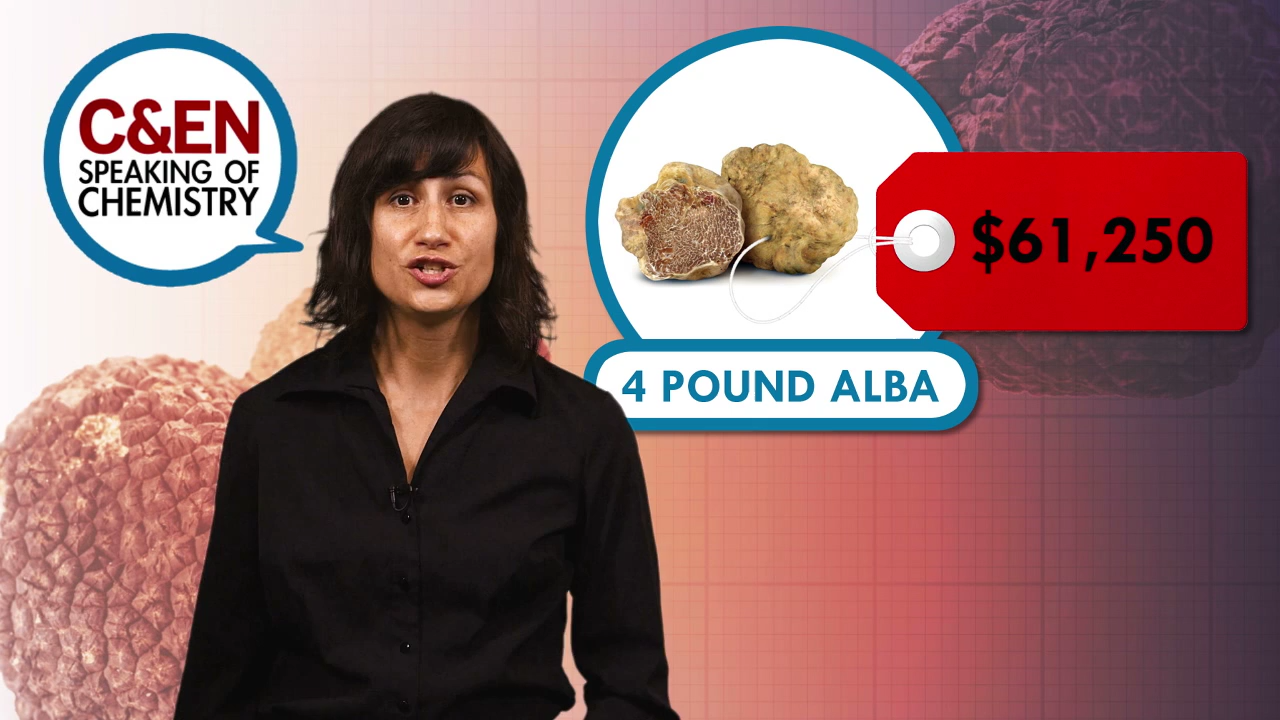 C&EN
SPEAKING OF
CHEMISTRY
$61,250
4 POUND ALBA